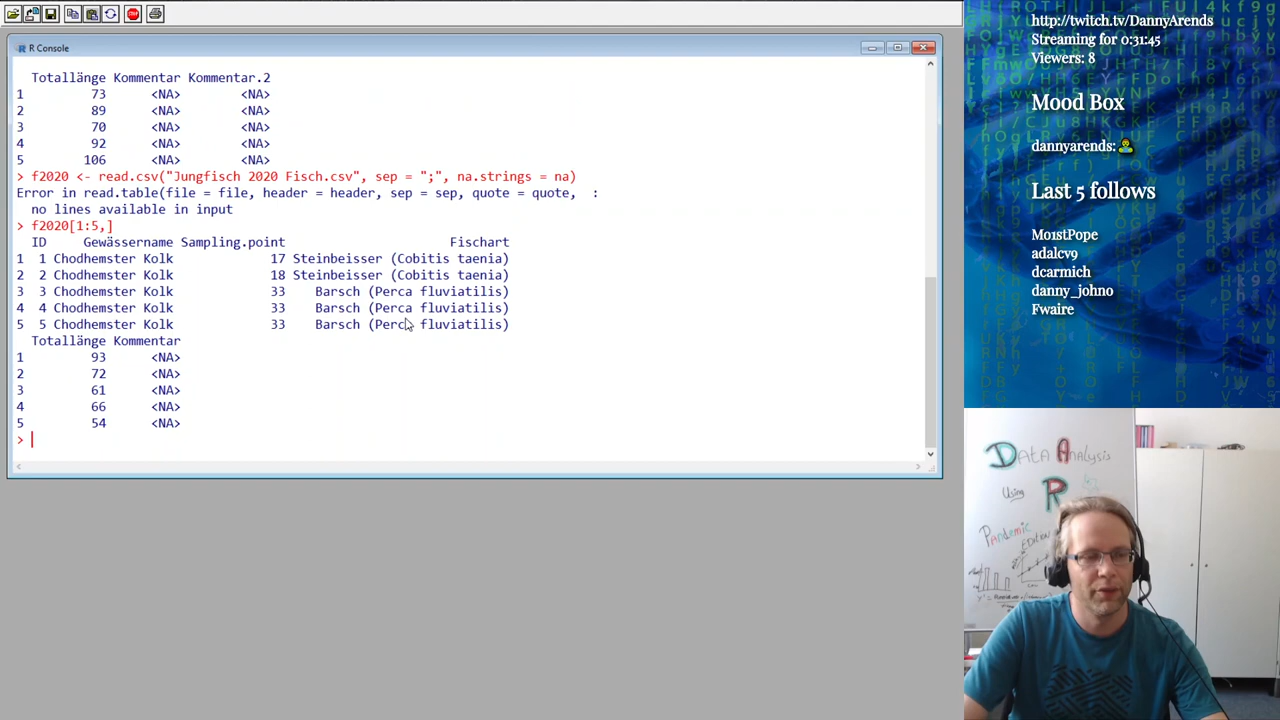 R Console
Totallänge Kommentar Kommentar.2
1 73 <NA> <NA>
2 89 <NA> <NA>
3 70 <NA> <NA>
4 92 <NA> <NA>
5 106 <NA> <NA>
> f2020 <- read.csv("Jungfisch 2020 Fisch.csv", sep = ";", na.strings = na)
Error in read.table(file = file, header = header, sep = sep, quote = quote, :
no lines available in input
> f2020[1:5,]
ID Gewässername Sampling.point Fischart
1 1 Chodhemster Kolk 17 Steinbeisser (Cobitis taenia)
2 2 Chodhemster Kolk 18 Steinbeisser (Cobitis taenia)
3 3 Chodhemster Kolk 33 Barsch (Perca fluviatilis)
4 4 Chodhemster Kolk 33 Barsch (Perca fluviatilis)
5 5 Chodhemster Kolk 33 Barsch (Perca fluviatilis)
Totallänge Kommentar
1 93 <NA>
2 72 <NA>
3 61 <NA>
4 66 <NA>
5 54 <NA>
>
http://twitch.tv/DannyArends
Streaming for 0:31:45
Viewers: 8
Mood Box
dannyarends:
Last 5 follows
Mo1stPope
adalcv9
dcarmich
danny_johno
Fwaire
Data Analysis
Using
R
Pandemic
EDITION